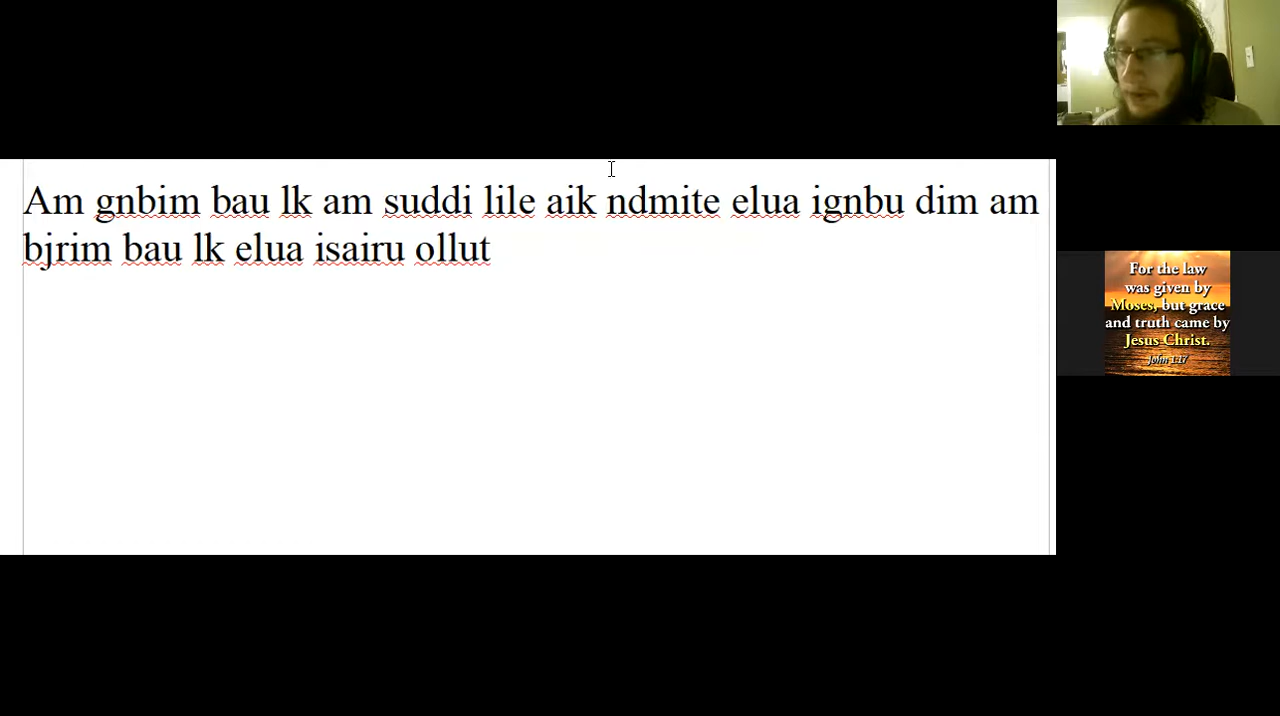 Am gnbim bau lk am suddi lile aik ndmite elua ignbu dim am
bjrim bau lk elua isairu ollut
For the law
was given by
Moses, but grace
and truth came by
Jesus Christ.
John 1:17